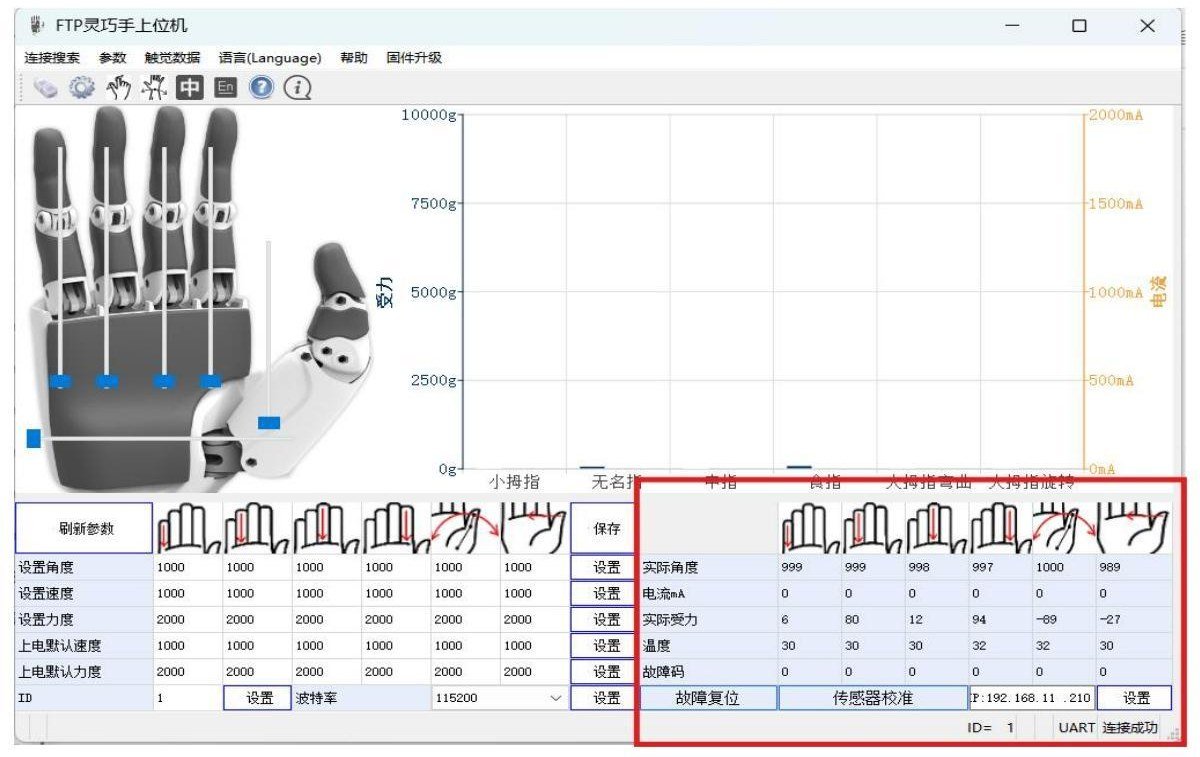 FTP灵巧手上位机
连接搜索 参数 触觉数据 语言(Language) 帮助 固件升级
中 En ? i
10000g
7500g
5000g
2500g
0g
受力
2000mA
1500mA
1000mA
500mA
0mA
电流
小拇指 无名指 中指 食指 大拇指弯曲 大拇指旋转
刷新参数 保存
设置角度 1000 1000 1000 1000 1000 1000 设置 实际角度 999 999 998 997 1000 989
设置速度 1000 1000 1000 1000 1000 1000 设置 电流mA 0 0 0 0 0 0
设置力度 2000 2000 2000 2000 2000 2000 设置 实际受力 6 80 12 94 -89 -27
上电默认速度 1000 1000 1000 1000 1000 1000 设置 温度 30 30 30 32 32 30
上电默认力度 2000 2000 2000 2000 2000 2000 设置 故障码 0 0 0 0 0 0
ID 1 设置 波特率 115200 设置 故障复位 传感器校准 P:192.168.11 .210 设置
ID= 1 UART 连接成功